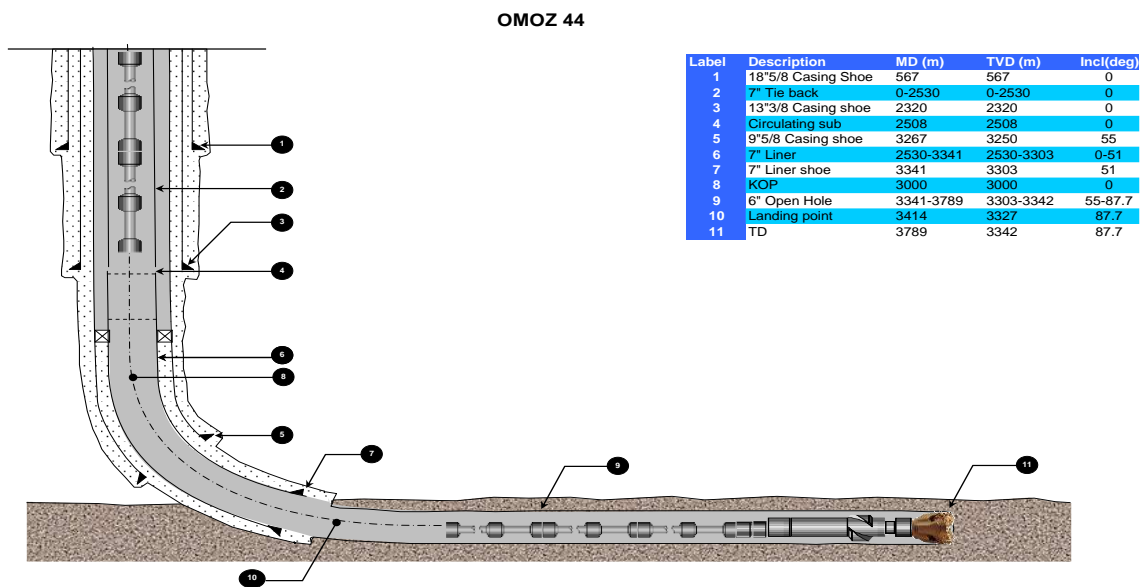 OMOZ 44
Label Description MD (m) TVD (m) Incl(deg)
1 18"5/8 Casing Shoe 567 567 0
2 7" Tie back 0-2530 0-2530 0
3 13"3/8 Casing shoe 2320 2320 0
4 Circulating sub 2508 2508 0
5 9"5/8 Casing shoe 3267 3250 55
6 7" Liner 2530-3341 2530-3303 0-51
7 7" Liner shoe 3341 3303 51
8 KOP 3000 3000 0
9 6" Open Hole 3341-3789 3303-3342 55-87.7
10 Landing point 3414 3327 87.7
11 TD 3789 3342 87.7
1
2
3
4
6
8
5
7
9
11
10